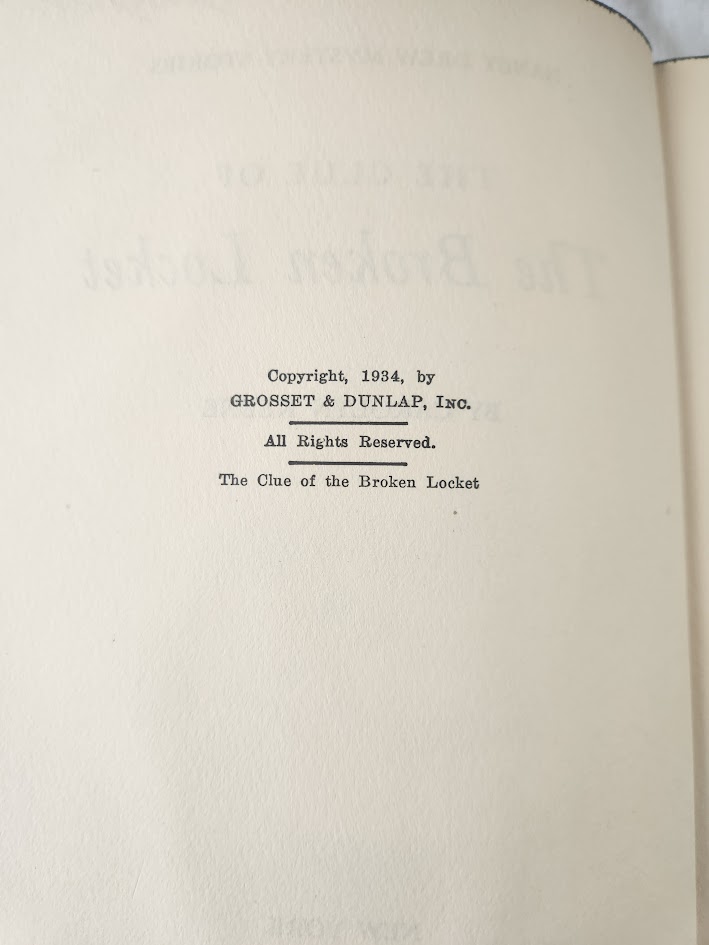 Copyright, 1934, by
GROSSET & DUNLAP, INC.
All Rights Reserved.
The Clue of the Broken Locket